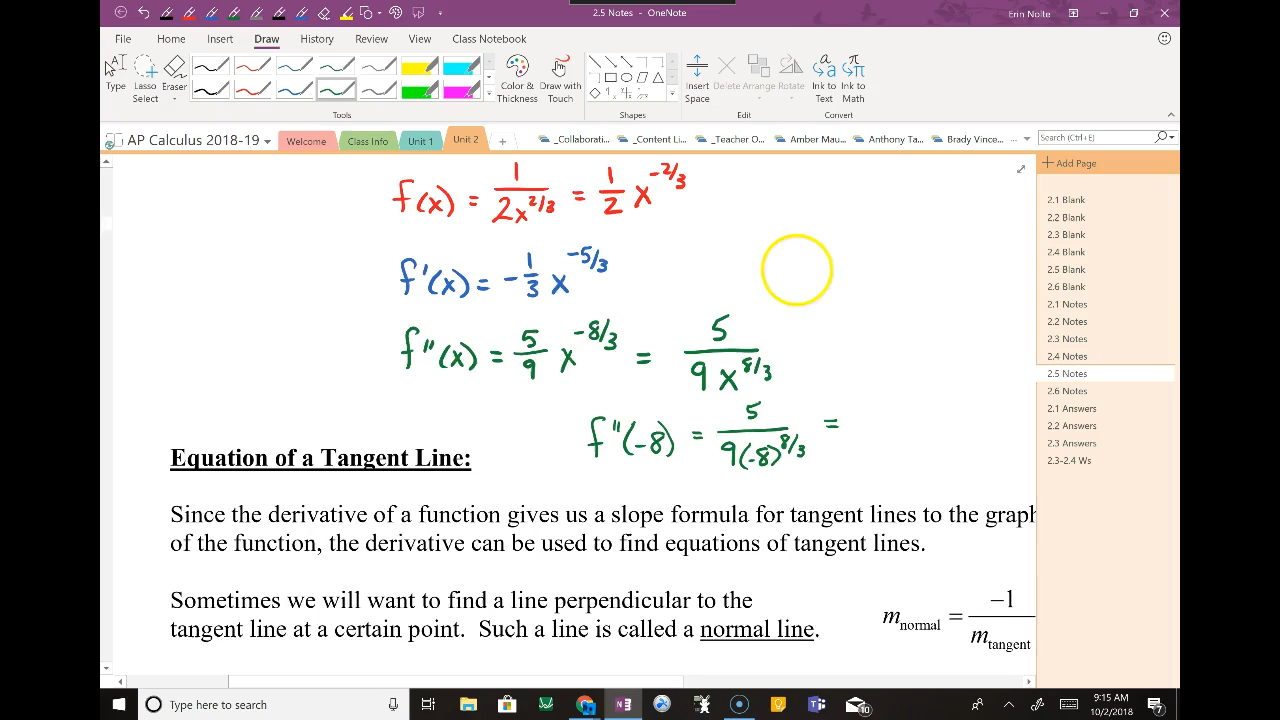 2.5 Notes - OneNote
Erin Nolte
File Home Insert Draw History Review View Class Notebook
Type
Lasso Select
Eraser
Color & Thickness
Draw with Touch
Insert Space
Delete
Arrange
Rotate
Ink to Text
Ink to Math
Tools
Shapes
Edit
Convert
AP Calculus 2018-19
Welcome
Class Info
Unit 1
Unit 2
_Collaborati...
_Content Li...
_Teacher O...
Amber Mau...
Anthony Ta...
Brady Vince...
Search (Ctrl+E)
Add Page
2.1 Blank
2.2 Blank
2.3 Blank
2.4 Blank
2.5 Blank
2.6 Blank
2.1 Notes
2.2 Notes
2.3 Notes
2.4 Notes
2.5 Notes
2.6 Notes
2.1 Answers
2.2 Answers
2.3 Answers
2.3-2.4 Ws
f(x) = 1/(2x^(2/3)) = 1/2 x^(-2/3)
f'(x) = -1/3 x^(-5/3)
f"(x) = 5/9 x^(-8/3) = 5/(9x^(8/3))
f"(-8) = 5/(9(-8)^(8/3)) =
Equation of a Tangent Line:
Since the derivative of a function gives us a slope formula for tangent lines to the graph
of the function, the derivative can be used to find equations of tangent lines.
Sometimes we will want to find a line perpendicular to the
tangent line at a certain point. Such a line is called a normal line.
m_normal = -1/m_tangent
Type here to search
10
9:15 AM
10/2/2018
7